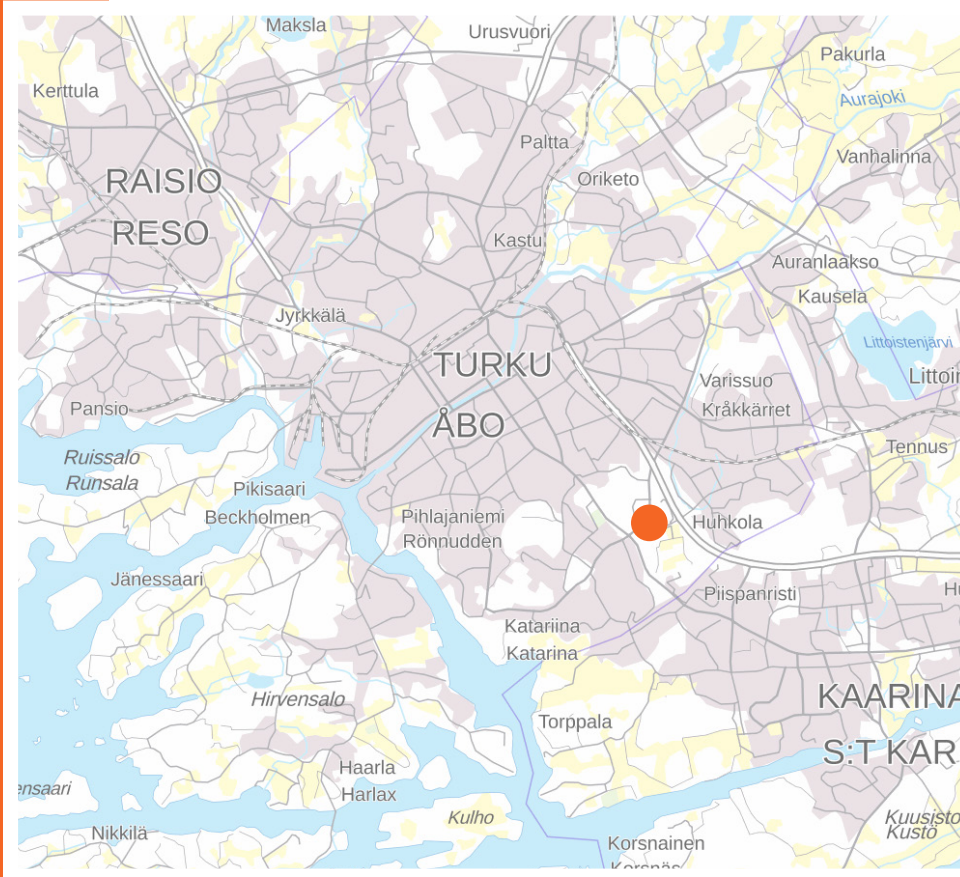 Maksla
Urusvuori
Pakurla
Kerttula
Aurajoki
Paltta
Vanhalinna
RAISIO
Oriketo
RESO
Kastu
Auranlaakso
Kausela
Jyrkkälä
Littoistenjärvi
TURKU
Littoin
Varissuo
Pansio
Kråkkärret
ÅBO
Tennus
Ruissalo
Runsala
Pikisaari
Beckholmen
Pihlajaniemi
Rönnudden
Huhkola
Jänessaari
Piispanristi
Katariina
Katarina
Hirvensalo
KAARINA
Torppala
S:T KAR
Haarla
Harlax
ensaari
Kulho
Kuusisto
Kustö
Nikkilä
Korsnainen
Korsnäs